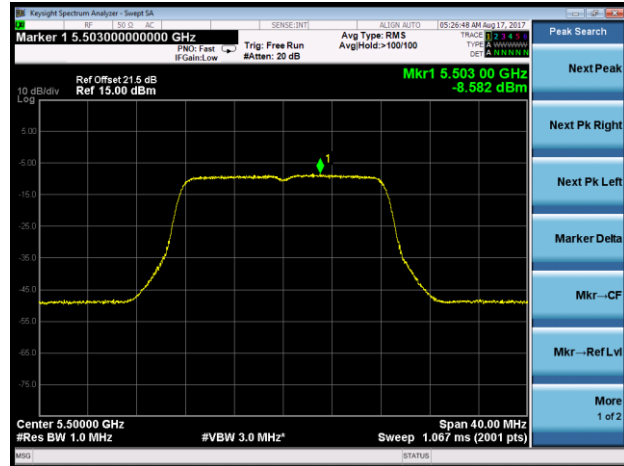 Keysight Spectrum Analyzer - Swept SA
RF 50 Ω AC SENSE:INT ALIGN AUTO 05:26:48 AM Aug 17, 2017
Marker 1 5.503000000000 GHz
PNO: Fast
IFGain:Low
Trig: Free Run
#Atten: 20 dB
Avg Type: RMS
Avg|Hold:>100/100
TRACE 1 2 3 4 5 6
TYPE A WWWWW
DET A N N N N N
Peak Search
Mkr1 5.503 00 GHz
-8.582 dBm
Ref Offset 21.5 dB
10 dB/div Ref 15.00 dBm
Log
5.00
-5.00
-15.0
-25.0
-35.0
-45.0
-55.0
-65.0
-75.0
1
Center 5.50000 GHz Span 40.00 MHz
#Res BW 1.0 MHz #VBW 3.0 MHz* Sweep 1.067 ms (2001 pts)
MSG STATUS
Next Peak
Next Pk Right
Next Pk Left
Marker Delta
Mkr→CF
Mkr→Ref Lvl
More
1 of 2